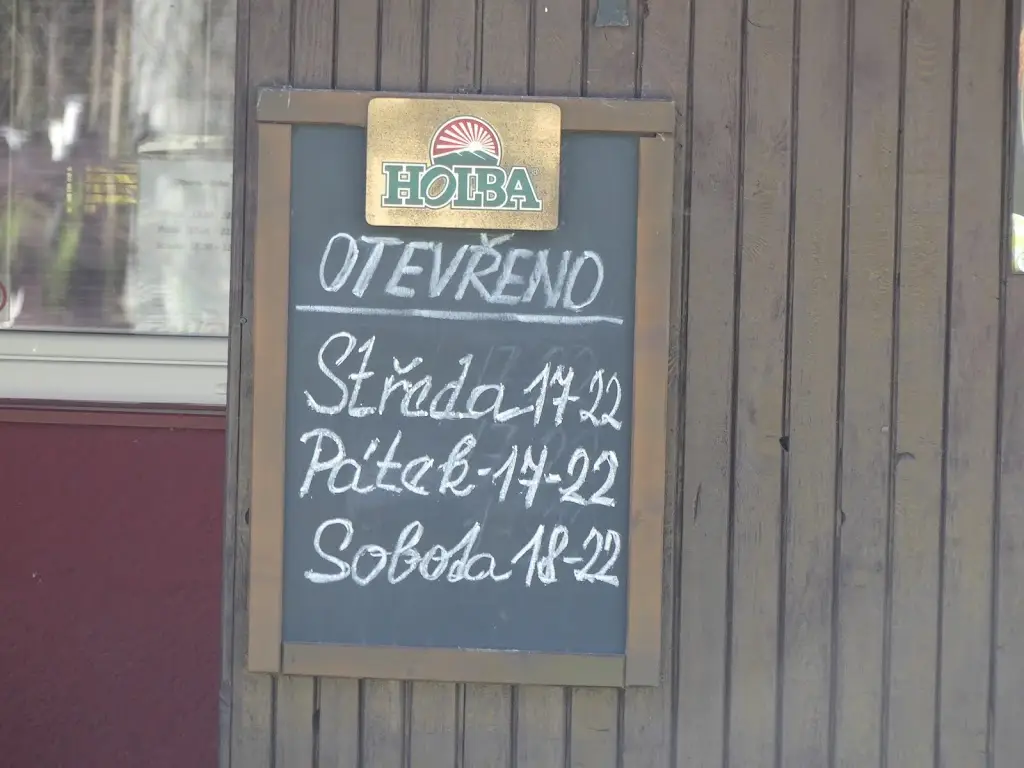 HOLBA
OTEVŘENO
Středa 17-22
Pátek-17-22
Sobota 18-22